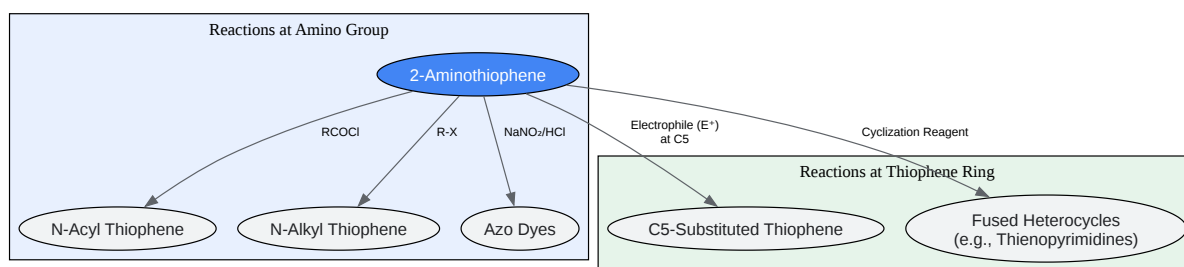 Reactions at Amino Group
2-Aminothiophene
RCOCl
R-X
NaNO₂/HCl
Electrophile (E⁺)
at C5
Cyclization Reagent
Reactions at Thiophene Ring
N-Acyl Thiophene
N-Alkyl Thiophene
Azo Dyes
C5-Substituted Thiophene
Fused Heterocycles
(e.g., Thienopyrimidines)